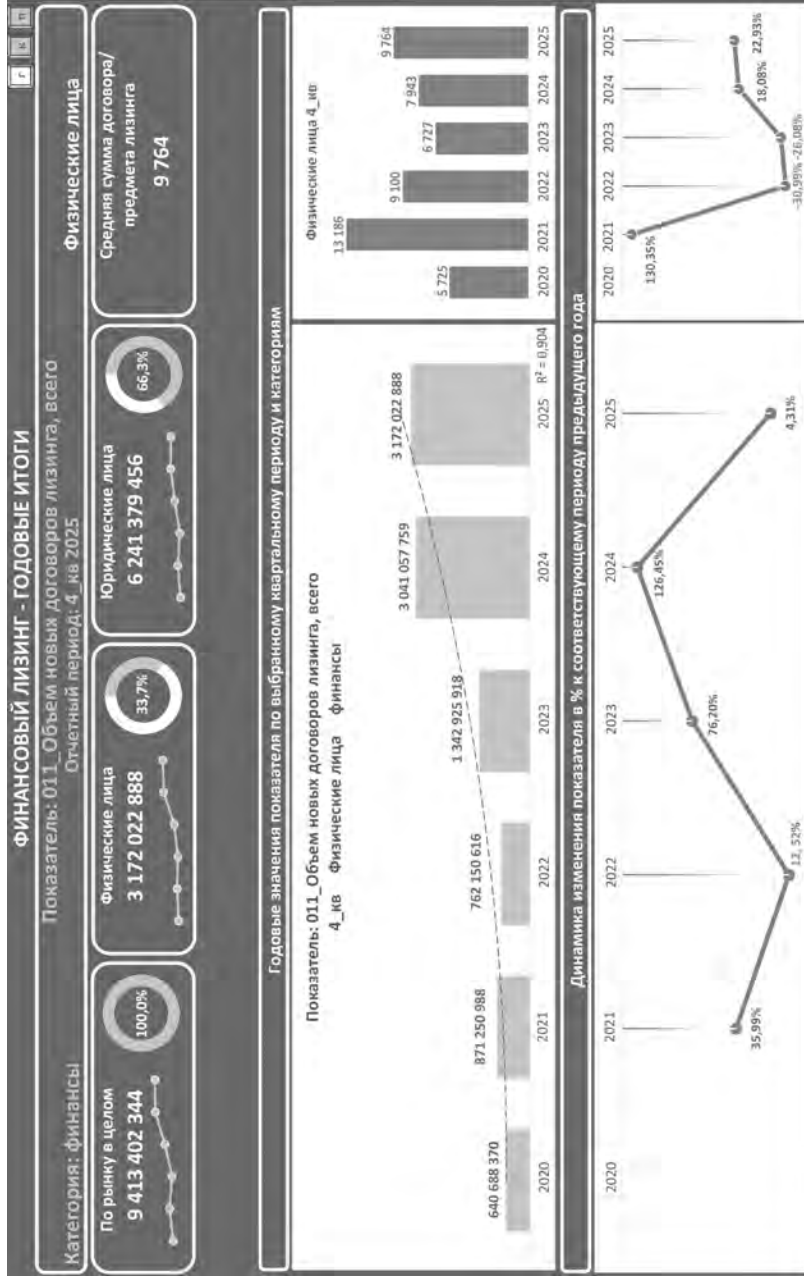 ФИНАНСОВЫЙ ЛИЗИНГ - ГОДОВЫЕ ИТОГИ
Показатель: 011_Объем новых договоров лизинга, всего
Категория: финансы
Отчетный период: 4_кв 2025
Физические лица
По рынку в целом
9 413 402 344
100,0%
Физические лица
3 172 022 888
33,7%
Юридические лица
6 241 379 456
66,3%
Средняя сумма договора/
предмета лизинга
9 764
Годовые значения показателя по выбранному квартальному периоду и категориям
Показатель: 011_Объем новых договоров лизинга, всего
4_кв Физические лица финансы
640 688 370
871 250 988
762 150 616
1 342 925 918
3 041 057 759
3 172 022 888
2020
2021
2022
2023
2024
2025
R² = 0,904
Физические лица 4_кв
5 725
13 186
9 100
6 727
7 943
9 764
2020
2021
2022
2023
2024
2025
Динамика изменения показателя в % к соответствующему периоду предыдущего года
2020
2021
2022
2023
2024
2025
35,99%
12, 52%
76,20%
126,45%
4,31%
2020
2021
2022
2023
2024
2025
130,35%
-30,99%
-26,08%
18,08%
22,93%